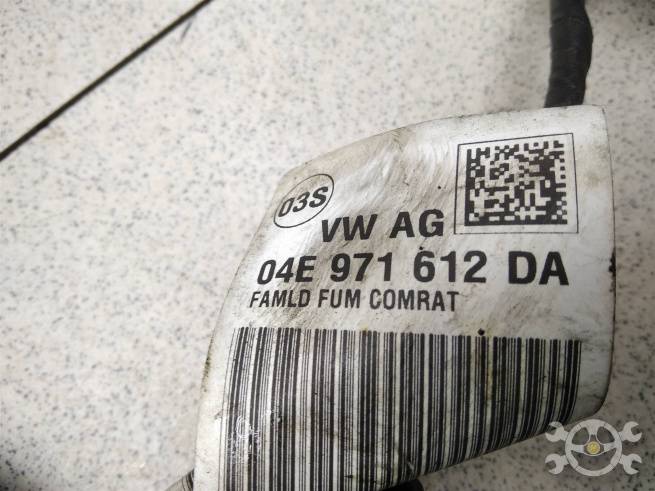 03S
VW AG
04E 971 612 DA
FAMLD FUM COMRAT